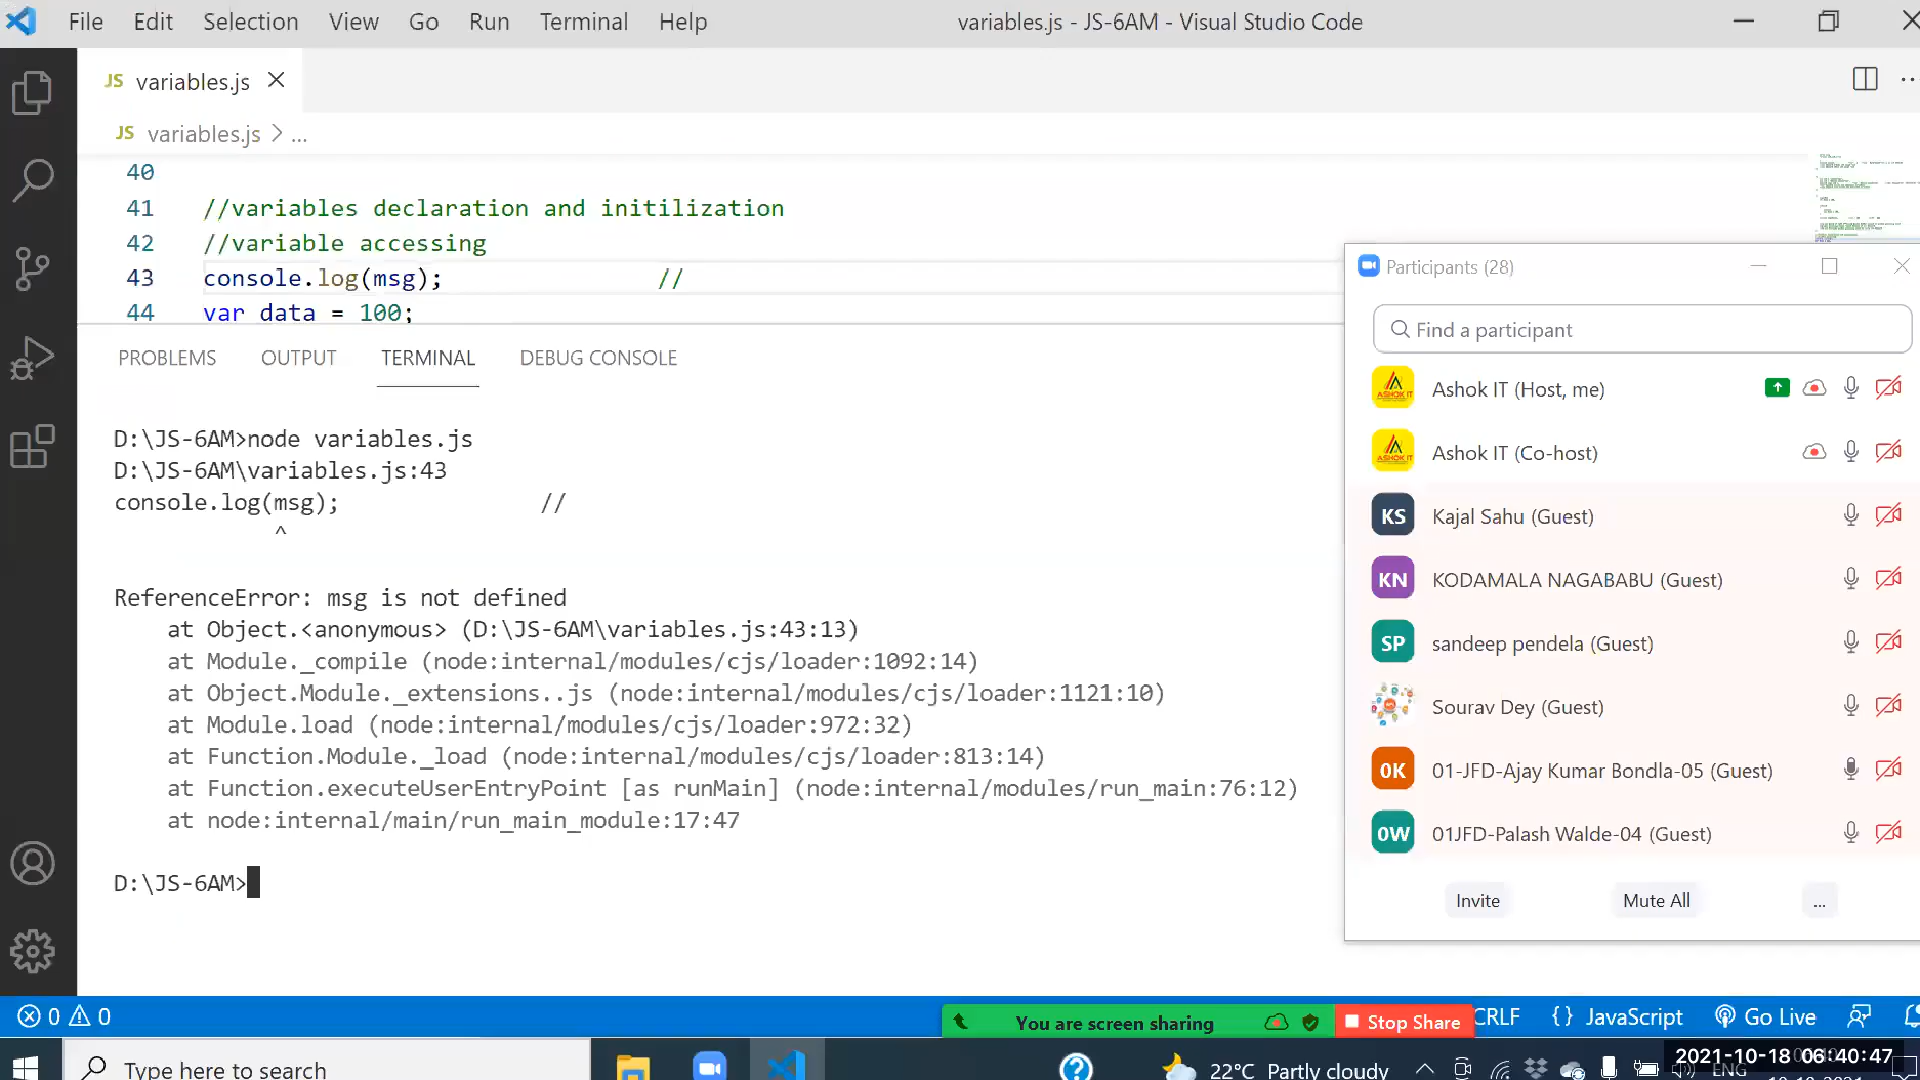 File Edit Selection View Go Run Terminal Help
variables.js - JS-6AM - Visual Studio Code
JS variables.js
JS variables.js > ...
40
41 //variables declaration and initilization
42 //variable accessing
43 console.log(msg); //
44 var data = 100;
PROBLEMS OUTPUT TERMINAL DEBUG CONSOLE
D:\JS-6AM>node variables.js
D:\JS-6AM\variables.js:43
console.log(msg); //
^
ReferenceError: msg is not defined
at Object.<anonymous> (D:\JS-6AM\variables.js:43:13)
at Module._compile (node:internal/modules/cjs/loader:1092:14)
at Object.Module._extensions..js (node:internal/modules/cjs/loader:1121:10)
at Module.load (node:internal/modules/cjs/loader:972:32)
at Function.Module._load (node:internal/modules/cjs/loader:813:14)
at Function.executeUserEntryPoint [as runMain] (node:internal/modules/run_main:76:12)
at node:internal/main/run_main_module:17:47
D:\JS-6AM>
Participants (28)
Find a participant
ASHOK IT Ashok IT (Host, me)
ASHOK IT Ashok IT (Co-host)
KS Kajal Sahu (Guest)
KN KODAMALA NAGABABU (Guest)
SP sandeep pendela (Guest)
Sourav Dey (Guest)
0K 01-JFD-Ajay Kumar Bondla-05 (Guest)
0W 01JFD-Palash Walde-04 (Guest)
Invite Mute All ...
0 0
You are screen sharing Stop Share
CRLF {} JavaScript Go Live
Type here to search
22°C Partly cloudy
ENG
2021-10-18 06:40:47